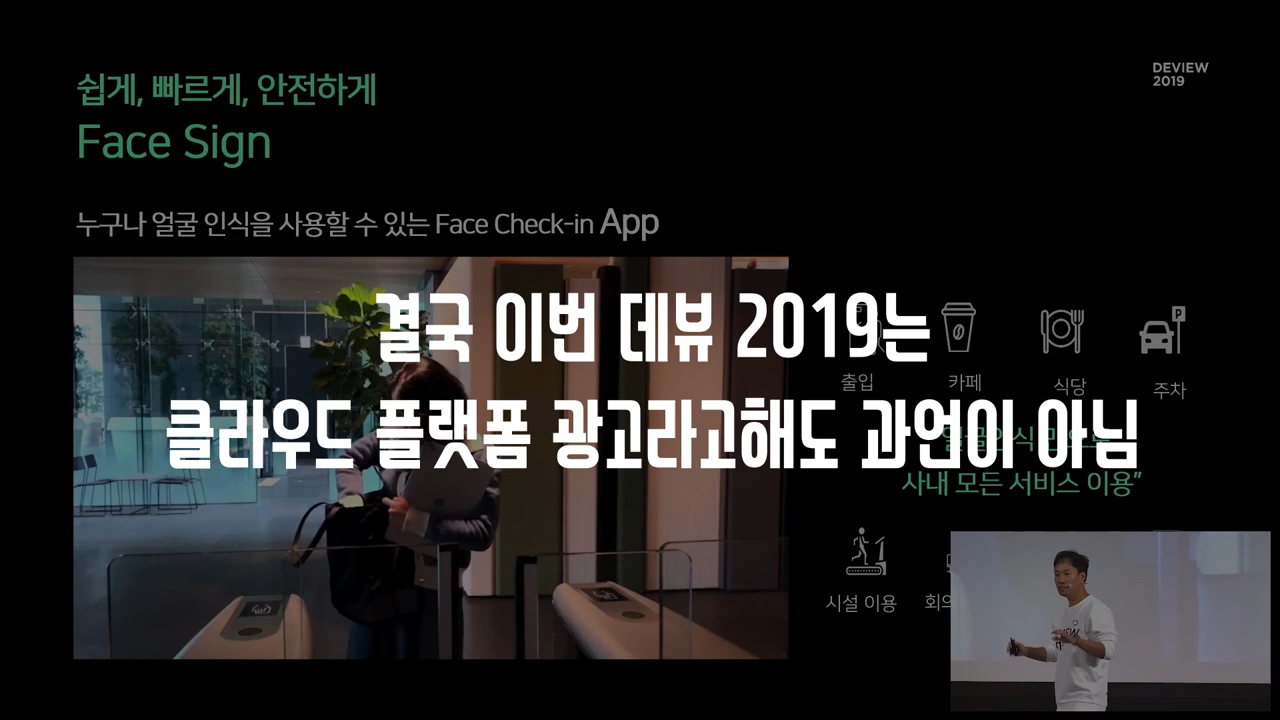 쉽게, 빠르게, 안전하게
DEVIEW
2019
Face Sign
누구나 얼굴 인식을 사용할 수 있는 Face Check-in App
결국 이번 데뷰 2019는
클라우드 플랫폼 광고라고해도 과언이 아님
출입
카페
식당
주차
P
사내 모든 서비스 이용"
시설 이용
회의